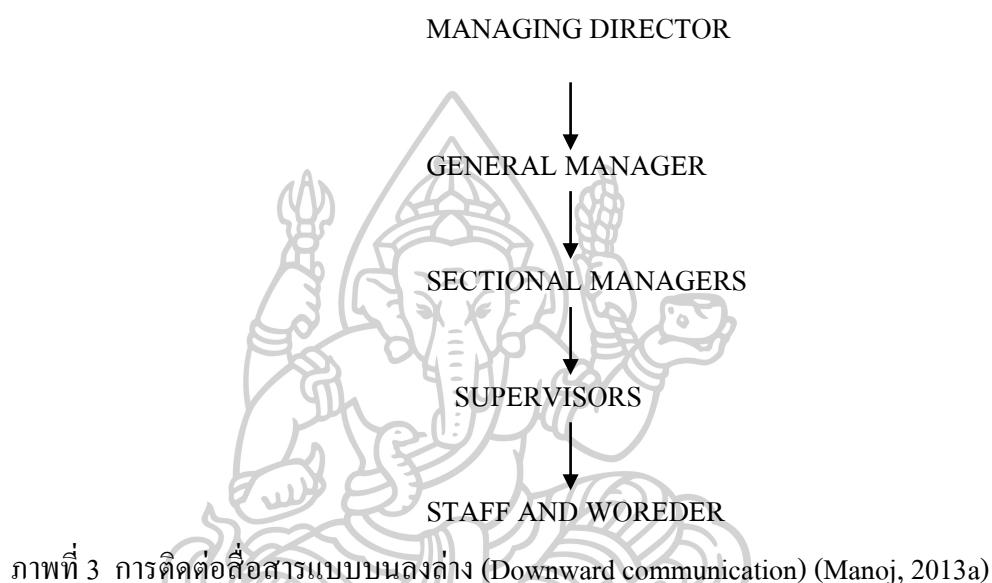 MANAGING DIRECTOR
GENERAL MANAGER
SECTIONAL MANAGERS
SUPERVISORS
STAFF AND WOREDER
ภาพที่ 3 การติดต่อสื่อสารแบบบนลงล่าง (Downward communication) (Manoj, 2013a)